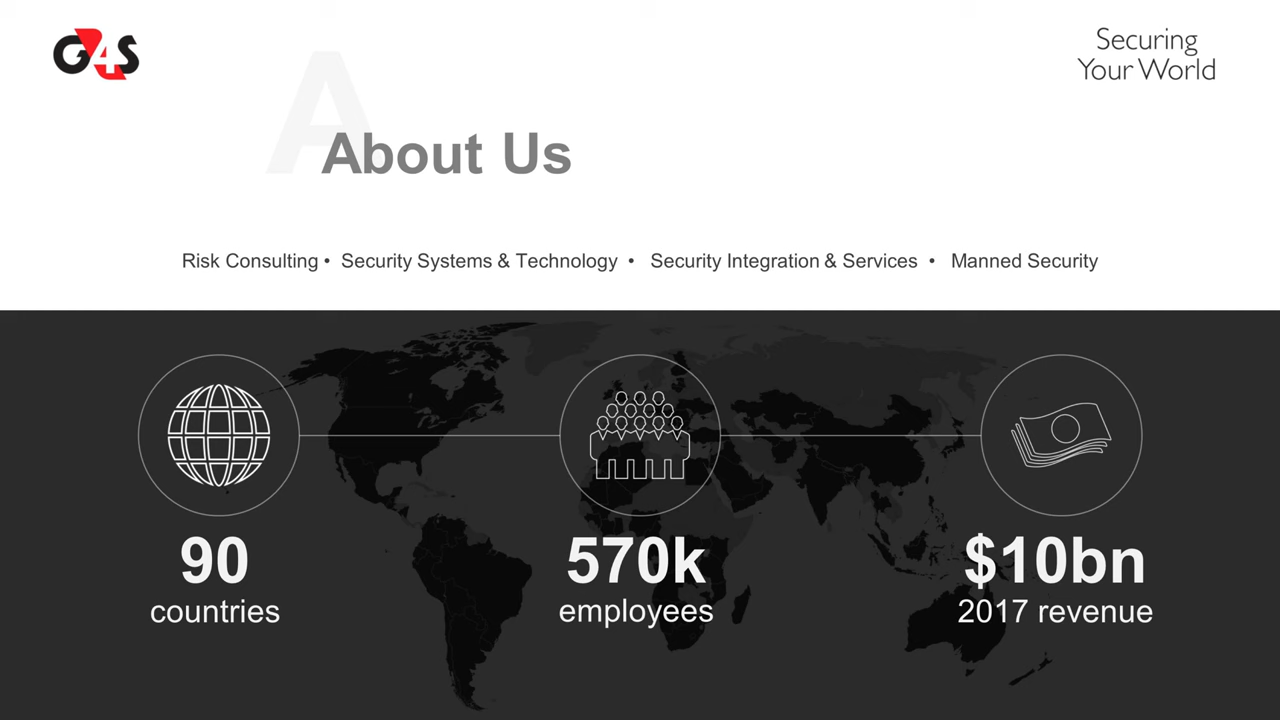 G4S
Securing
Your World
A
About Us
Risk Consulting • Security Systems & Technology • Security Integration & Services • Manned Security
90
countries
570k
employees
$10bn
2017 revenue